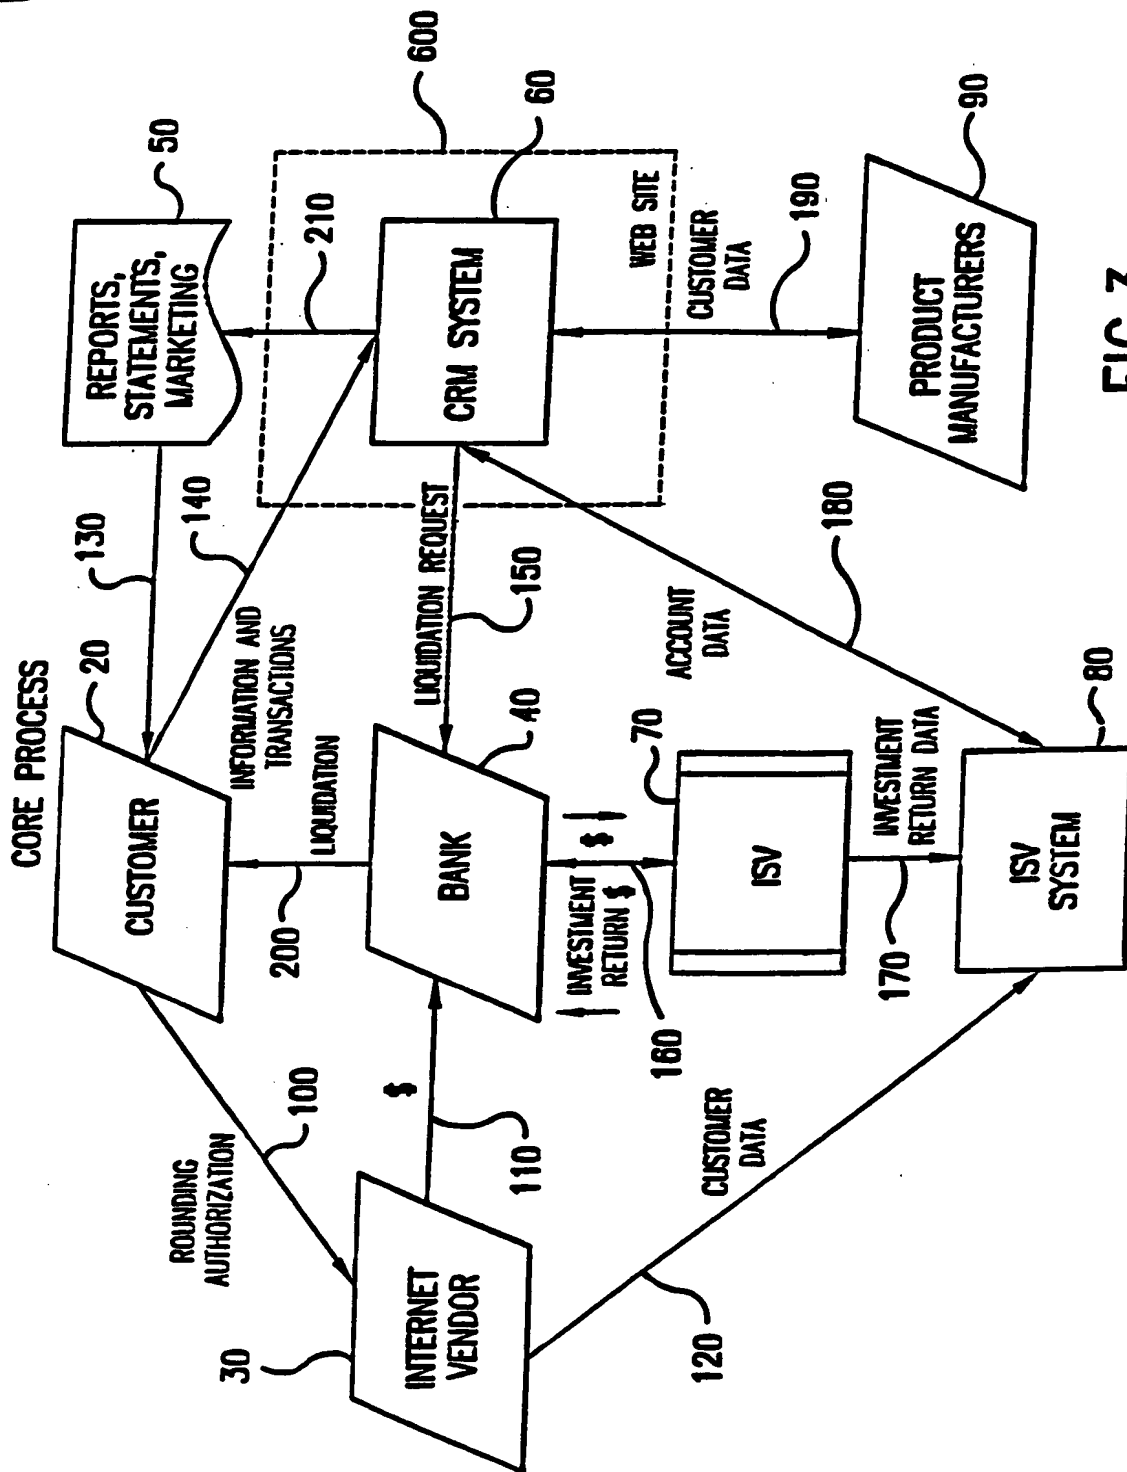 CORE PROCESS
20
CUSTOMER
130
REPORTS,
STATEMENTS,
MARKETING
50
ROUNDING
AUTHORIZATION
100
200
LIQUIDATION
INFORMATION AND
TRANSACTIONS
140
210
600
30
INTERNET
VENDOR
$
110
BANK
40
LIQUIDATION REQUEST
150
CRM SYSTEM
60
WEB SITE
INVESTMENT
RETURN $
$
160
CUSTOMER
DATA
190
70
ISV
ACCOUNT
DATA
180
CUSTOMER
DATA
120
170
INVESTMENT
RETURN DATA
PRODUCT
MANUFACTURERS
90
ISV
SYSTEM
80